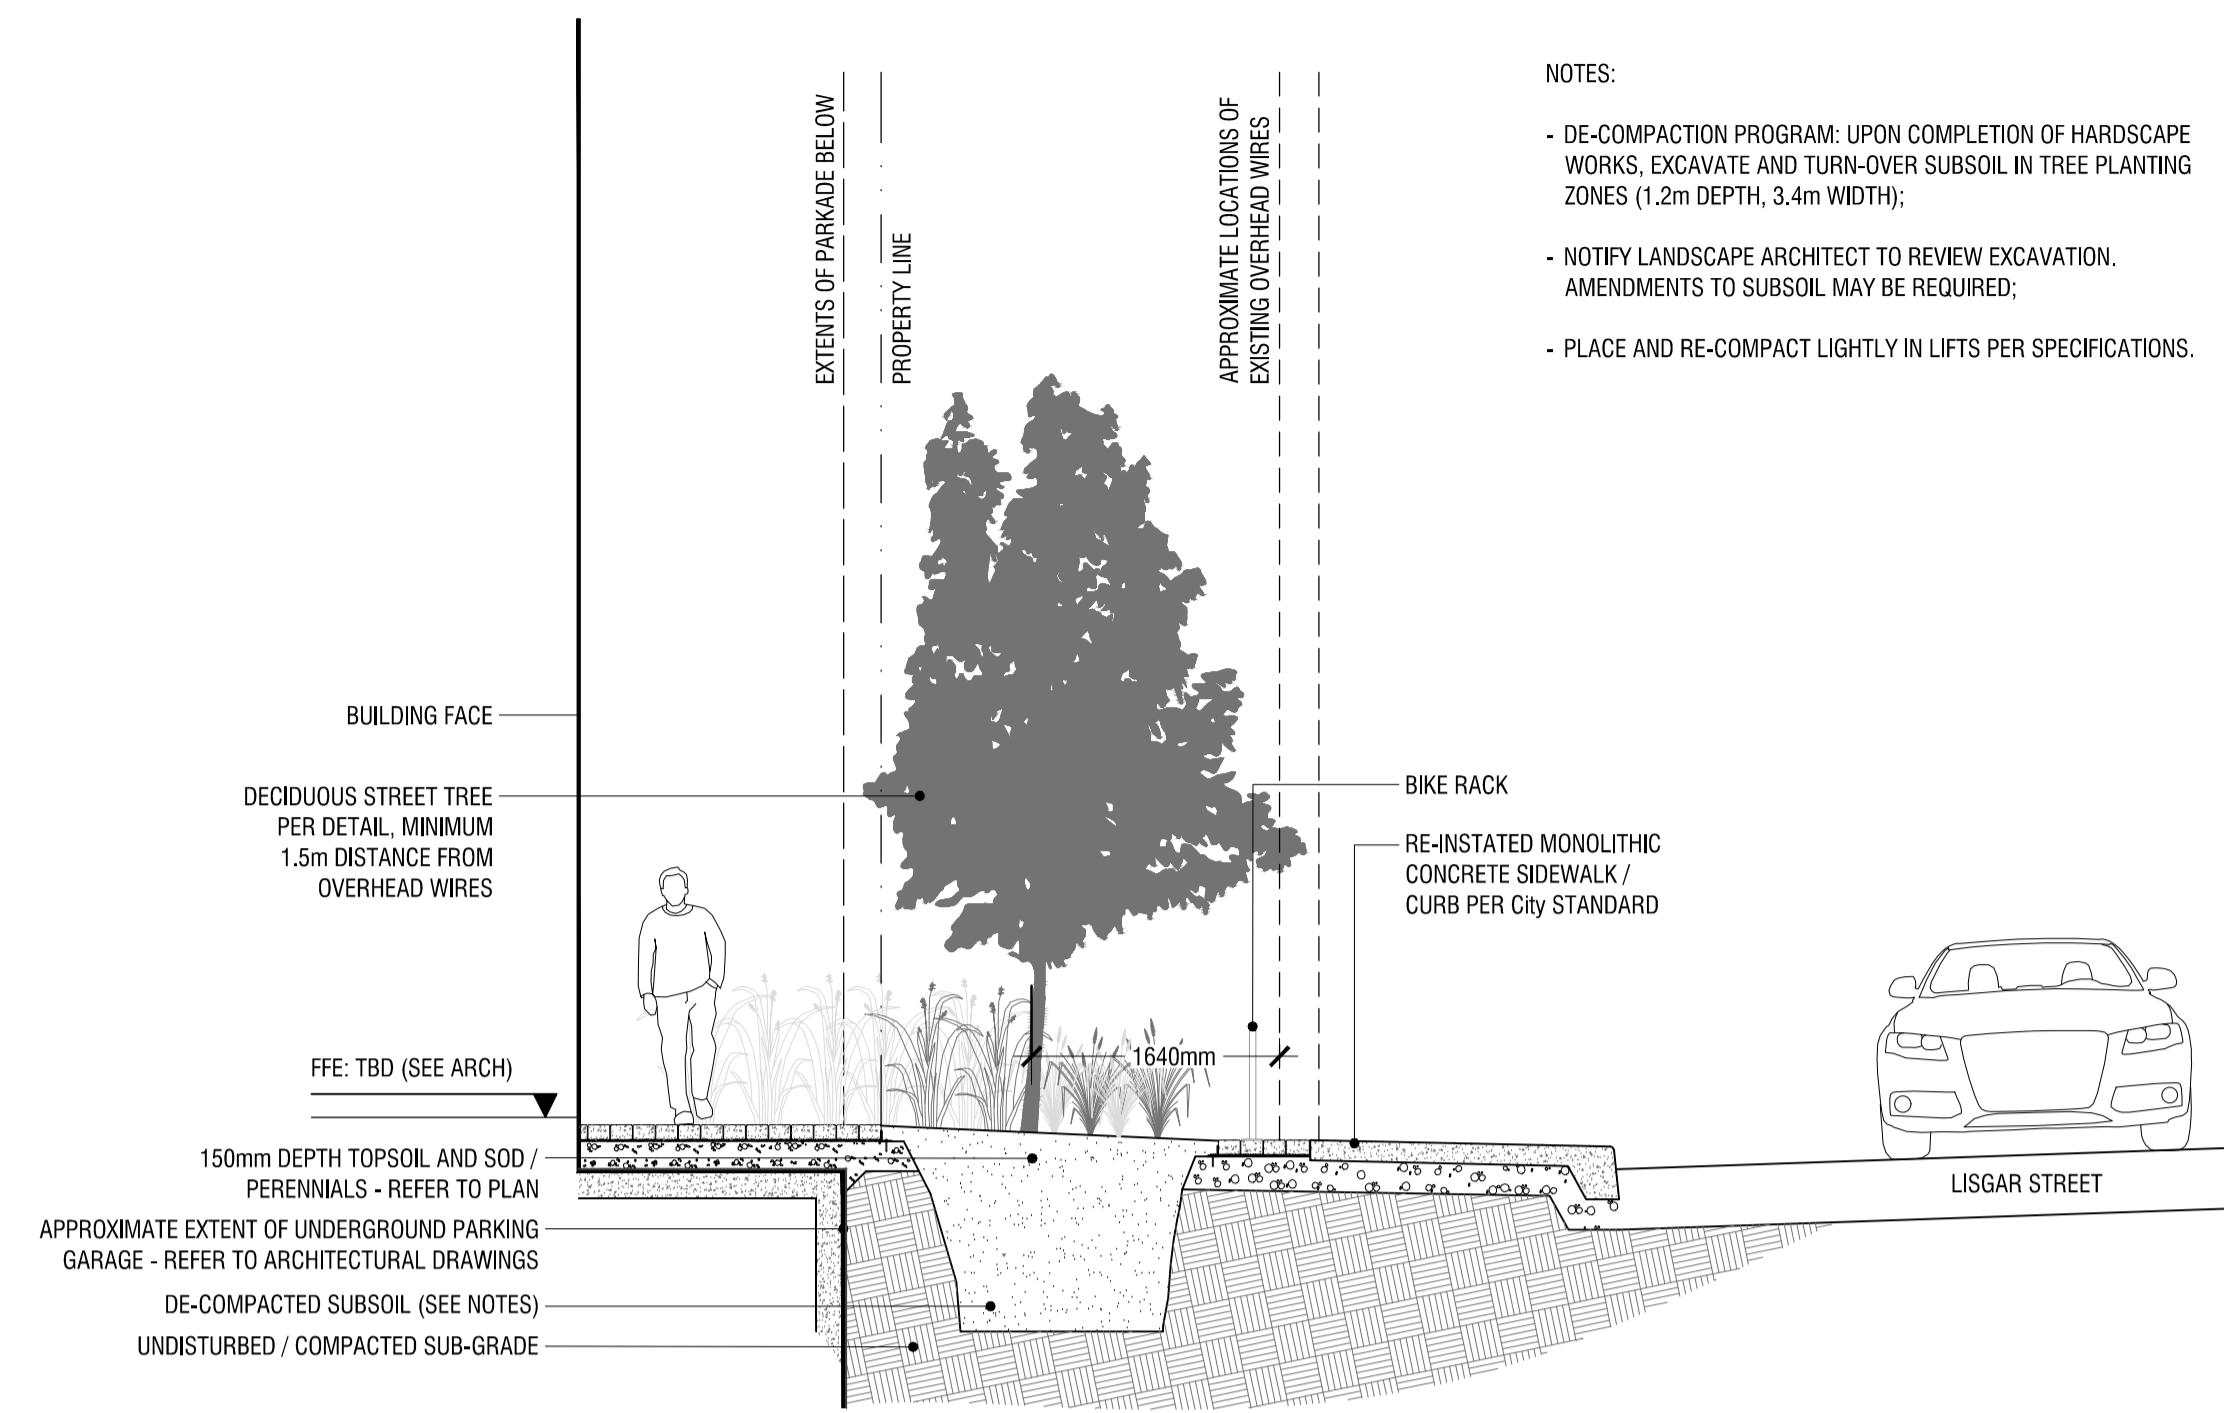 NOTES:
- DE-COMPACTION PROGRAM: UPON COMPLETION OF HARDSCAPE
WORKS, EXCAVATE AND TURN-OVER SUBSOIL IN TREE PLANTING
ZONES (1.2m DEPTH, 3.4m WIDTH);
- NOTIFY LANDSCAPE ARCHITECT TO REVIEW EXCAVATION.
AMENDMENTS TO SUBSOIL MAY BE REQUIRED;
- PLACE AND RE-COMPACT LIGHTLY IN LIFTS PER SPECIFICATIONS.
EXTENTS OF PARKADE BELOW
PROPERTY LINE
APPROXIMATE LOCATIONS OF
EXISTING OVERHEAD WIRES
BUILDING FACE
DECIDUOUS STREET TREE
PER DETAIL, MINIMUM
1.5m DISTANCE FROM
OVERHEAD WIRES
BIKE RACK
RE-INSTATED MONOLITHIC
CONCRETE SIDEWALK /
CURB PER City STANDARD
1640mm
FFE: TBD (SEE ARCH)
150mm DEPTH TOPSOIL AND SOD /
PERENNIALS - REFER TO PLAN
LISGAR STREET
APPROXIMATE EXTENT OF UNDERGROUND PARKING
GARAGE - REFER TO ARCHITECTURAL DRAWINGS
DE-COMPACTED SUBSOIL (SEE NOTES)
UNDISTURBED / COMPACTED SUB-GRADE